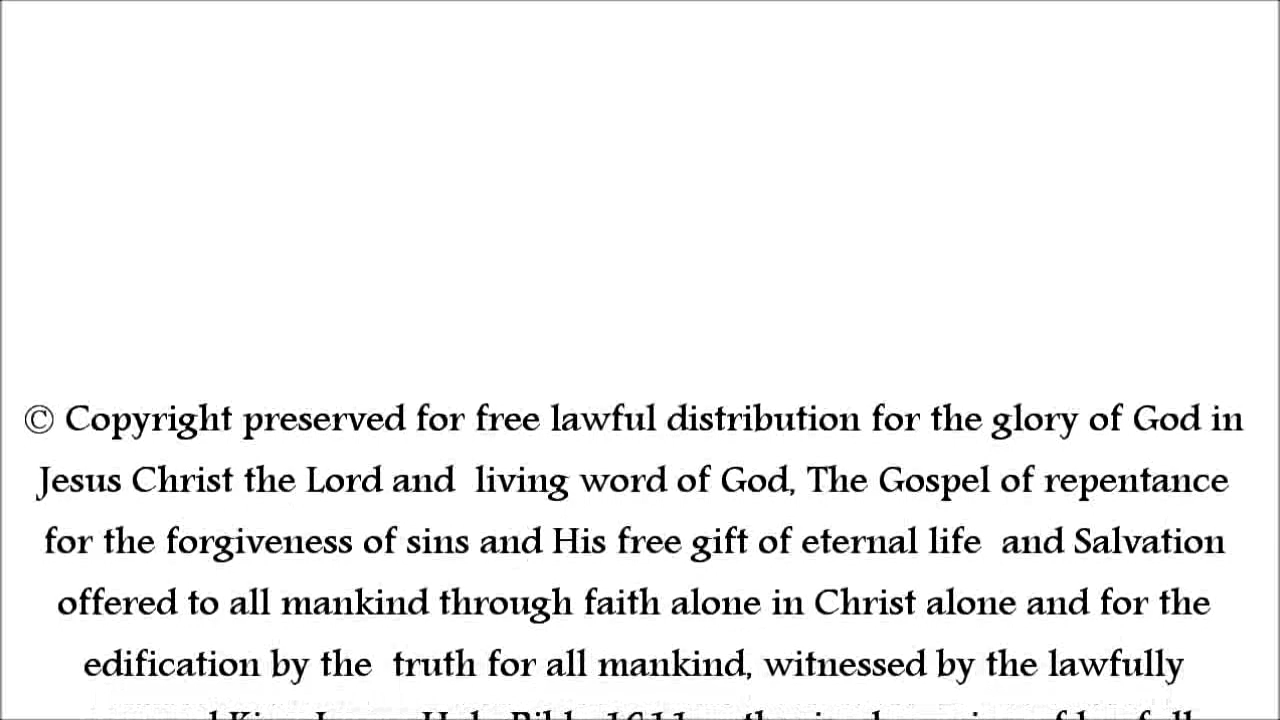 © Copyright preserved for free lawful distribution for the glory of God in
Jesus Christ the Lord and living word of God, The Gospel of repentance
for the forgiveness of sins and His free gift of eternal life and Salvation
offered to all mankind through faith alone in Christ alone and for the
edification by the truth for all mankind, witnessed by the lawfully